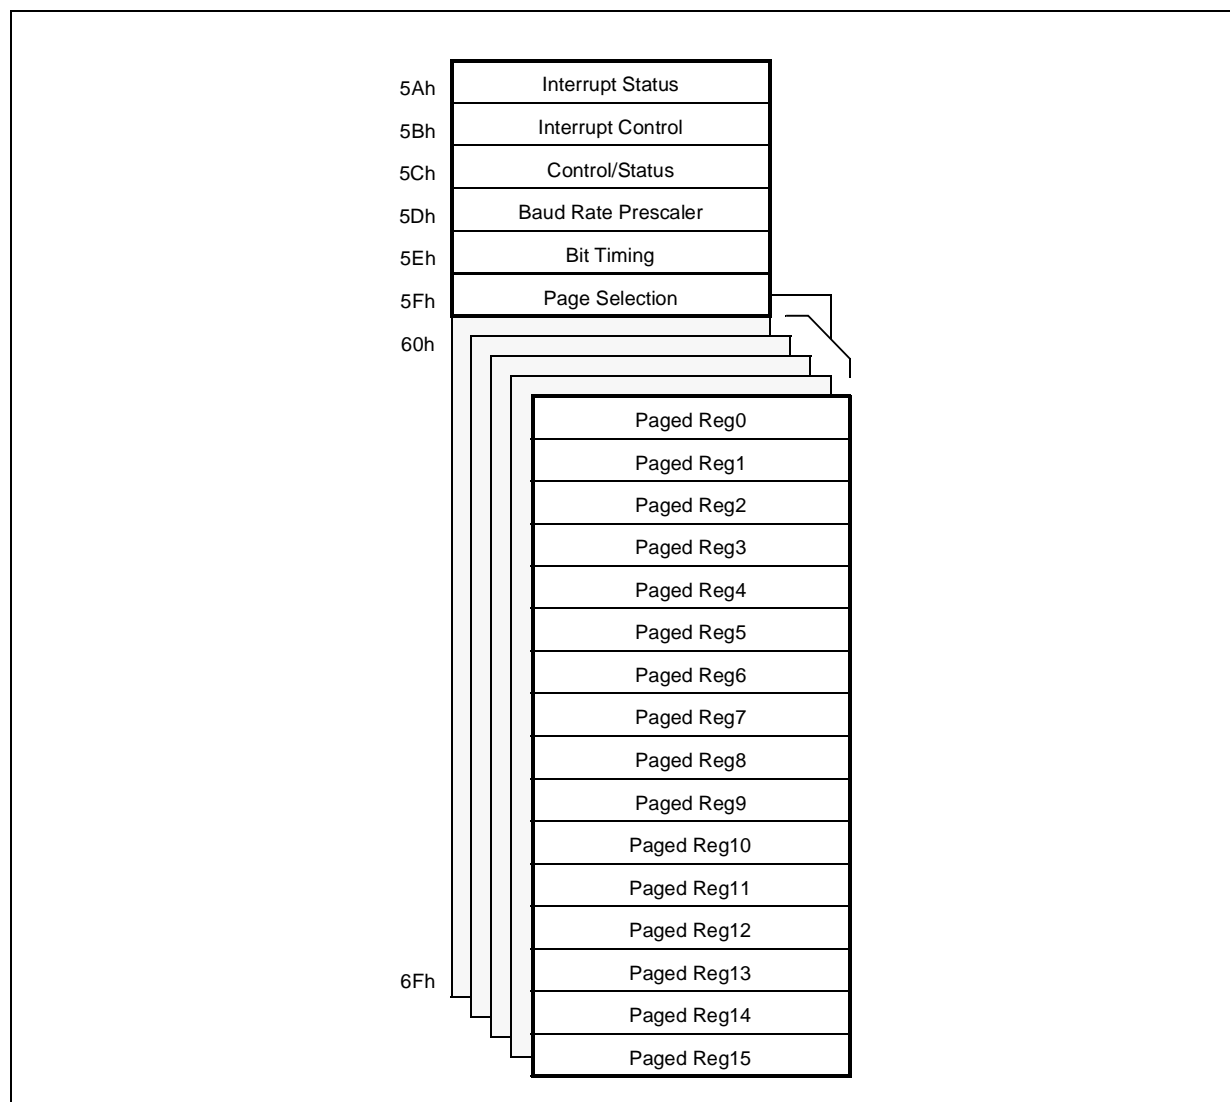 5Ah Interrupt Status
5Bh Interrupt Control
5Ch Control/Status
5Dh Baud Rate Prescaler
5Eh Bit Timing
5Fh Page Selection
60h
Paged Reg0
Paged Reg1
Paged Reg2
Paged Reg3
Paged Reg4
Paged Reg5
Paged Reg6
Paged Reg7
Paged Reg8
Paged Reg9
Paged Reg10
Paged Reg11
Paged Reg12
6Fh Paged Reg13
Paged Reg14
Paged Reg15